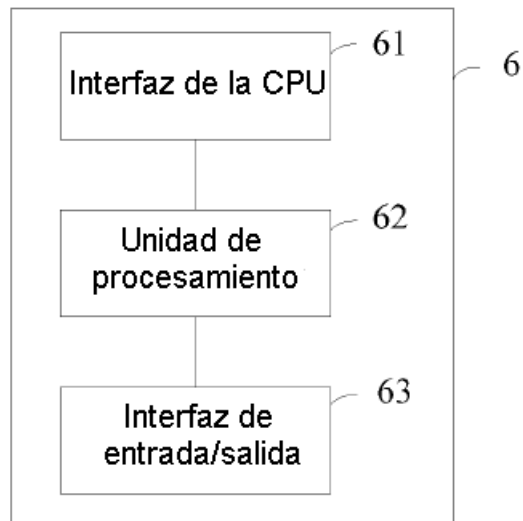 61
Interfaz de la CPU
6
62
Unidad de
procesamiento
63
Interfaz de
entrada/salida